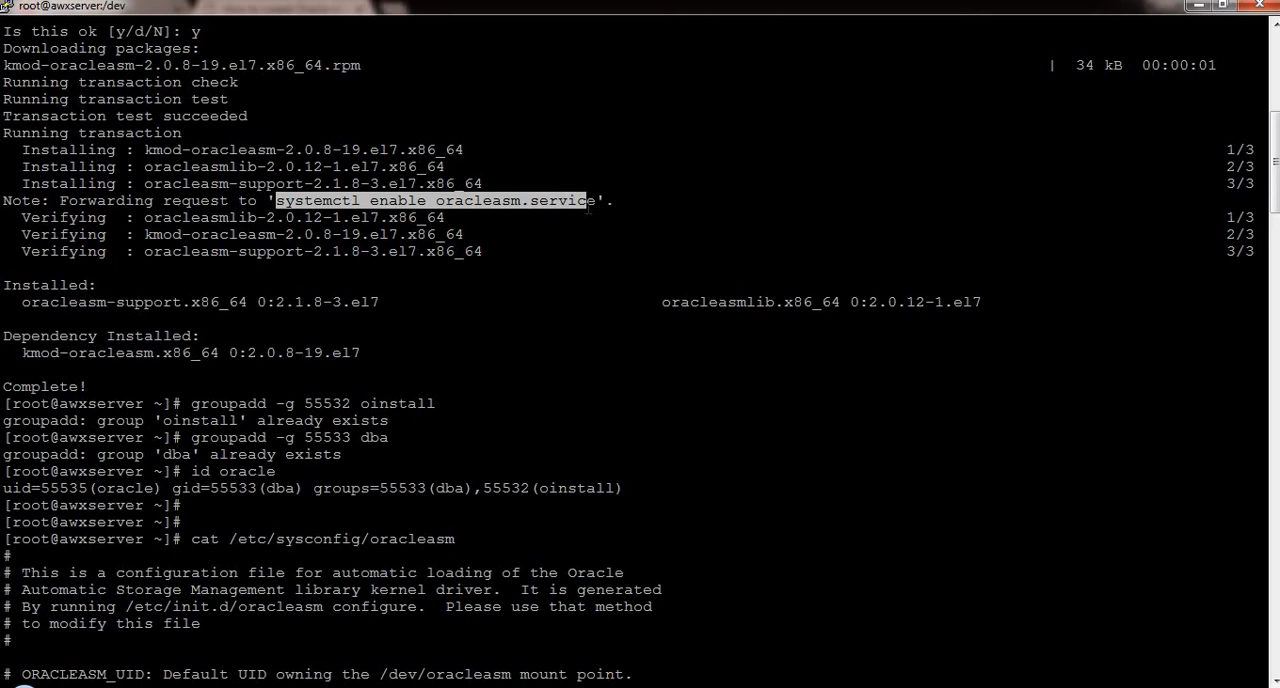 root@awxserver:/dev
Is this ok [y/d/N]: y
Downloading packages:
kmod-oracleasm-2.0.8-19.el7.x86_64.rpm | 34 kB 00:00:01
Running transaction check
Running transaction test
Transaction test succeeded
Running transaction
Installing : kmod-oracleasm-2.0.8-19.el7.x86_64 1/3
Installing : oracleasmlib-2.0.12-1.el7.x86_64 2/3
Installing : oracleasm-support-2.1.8-3.el7.x86_64 3/3
Note: Forwarding request to 'systemctl enable oracleasm.service'.
Verifying : oracleasmlib-2.0.12-1.el7.x86_64 1/3
Verifying : kmod-oracleasm-2.0.8-19.el7.x86_64 2/3
Verifying : oracleasm-support-2.1.8-3.el7.x86_64 3/3
Installed:
oracleasm-support.x86_64 0:2.1.8-3.el7 oracleasmlib.x86_64 0:2.0.12-1.el7
Dependency Installed:
kmod-oracleasm.x86_64 0:2.0.8-19.el7
Complete!
[root@awxserver ~]# groupadd -g 55532 oinstall
groupadd: group 'oinstall' already exists
[root@awxserver ~]# groupadd -g 55533 dba
groupadd: group 'dba' already exists
[root@awxserver ~]# id oracle
uid=55535(oracle) gid=55533(dba) groups=55533(dba),55532(oinstall)
[root@awxserver ~]#
[root@awxserver ~]#
[root@awxserver ~]# cat /etc/sysconfig/oracleasm
#
# This is a configuration file for automatic loading of the Oracle
# Automatic Storage Management library kernel driver. It is generated
# By running /etc/init.d/oracleasm configure. Please use that method
# to modify this file
#
# ORACLEASM_UID: Default UID owning the /dev/oracleasm mount point.